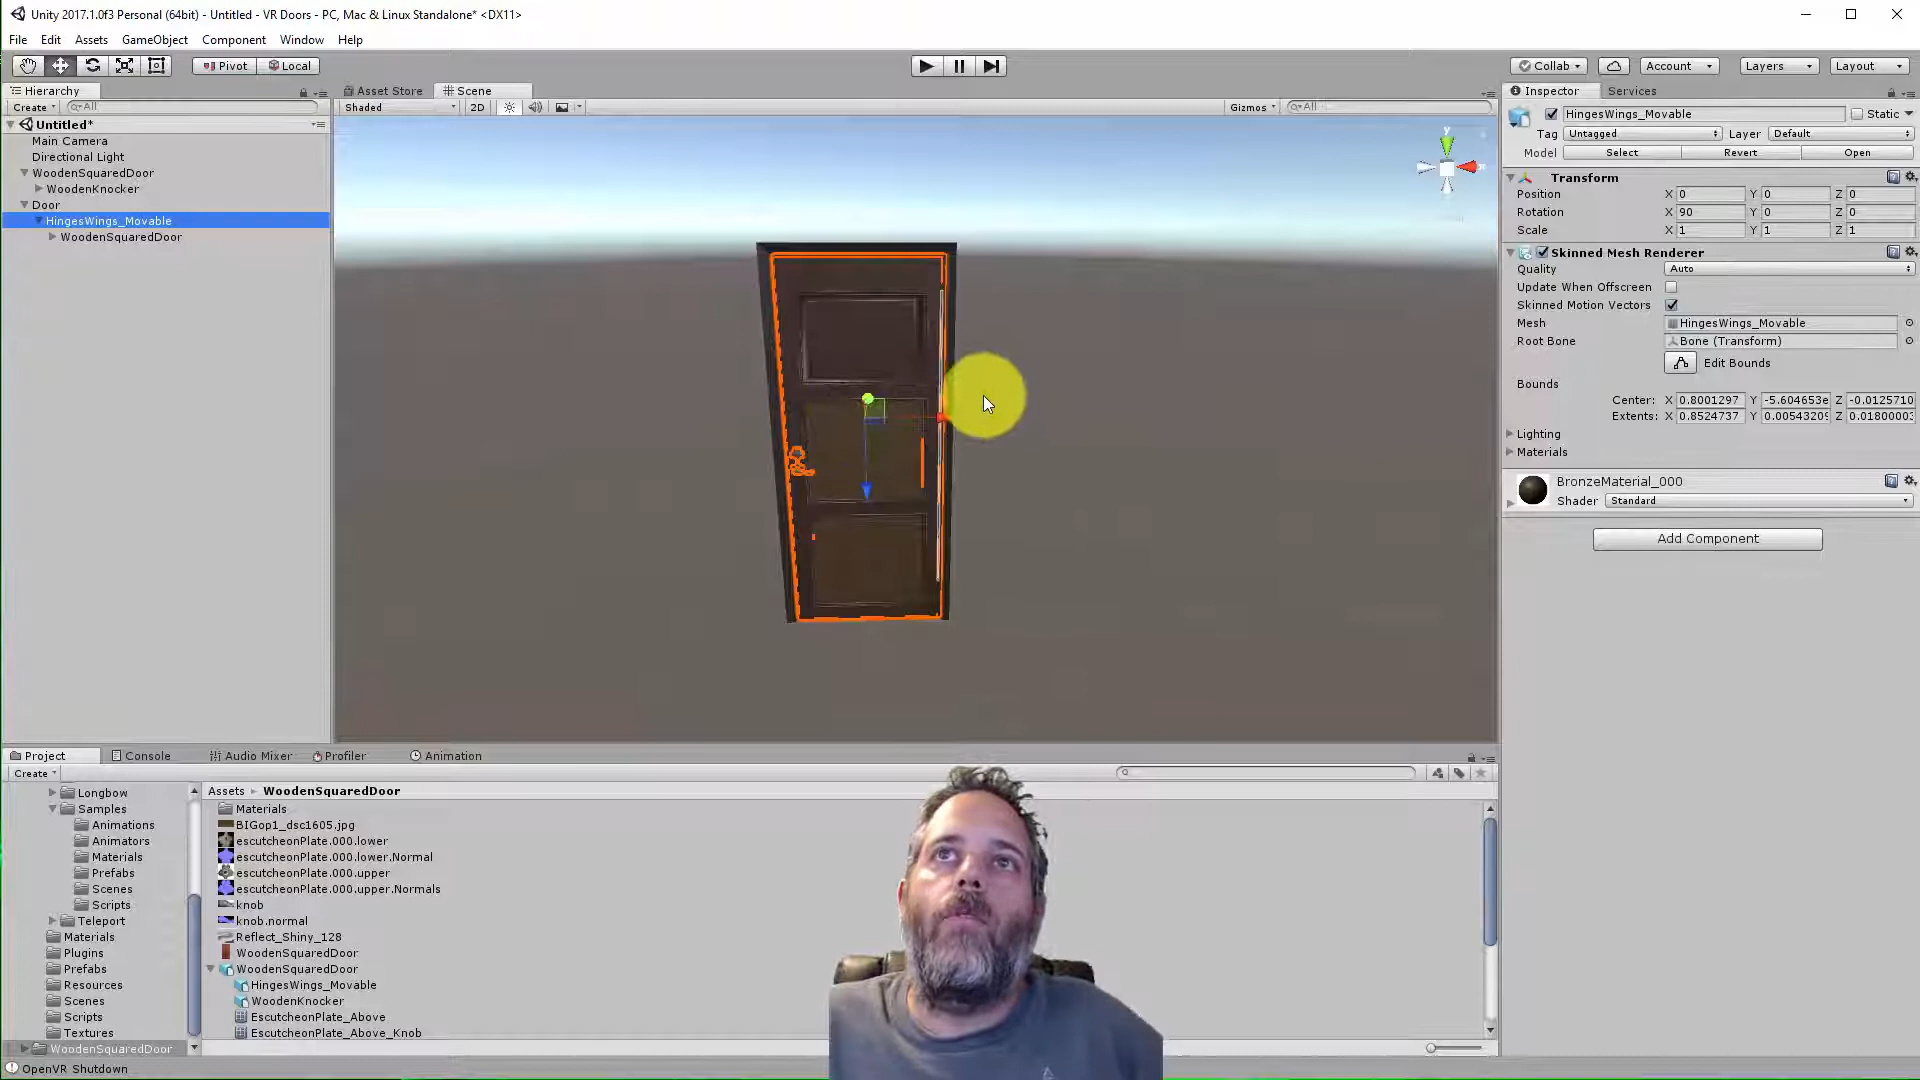 Unity 2017.1.0f3 Personal (64bit) - Untitled - VR Doors - PC, Mac & Linux Standalone* <DX11>
File Edit Assets GameObject Component Window Help
Pivot Local Collab Account Layers Layout
Hierarchy
Create All
Untitled*
Main Camera
Directional Light
WoodenSquaredDoor
WoodenKnocker
Door
HingesWings_Movable
WoodenSquaredDoor
Asset Store Scene
Shaded 2D Gizmos All
y
Inspector Services
HingesWings_Movable Static
Tag Untagged Layer Default
Model Select Revert Open
Transform
Position X 0 Y 0 Z 0
Rotation X 90 Y 0 Z 0
Scale X 1 Y 1 Z 1
Skinned Mesh Renderer
Quality Auto
Update When Offscreen
Skinned Motion Vectors
Mesh HingesWings_Movable
Root Bone Bone (Transform)
Edit Bounds
Bounds
Center: X 0.8001297 Y -5.604653e Z -0.0125710
Extents: X 0.8524737 Y 0.00543209 Z 0.01800003
Lighting
Materials
BronzeMaterial_000
Shader Standard
Add Component
Project Console Audio Mixer Profiler Animation
Create
Longbow
Samples
Animations
Animators
Materials
Prefabs
Scenes
Scripts
Teleport
Materials
Plugins
Prefabs
Resources
Scenes
Scripts
Textures
WoodenSquaredDoor
Assets WoodenSquaredDoor
Materials
BIGop1_dsc1605.jpg
escutcheonPlate.000.lower
escutcheonPlate.000.lower.Normal
escutcheonPlate.000.upper
escutcheonPlate.000.upper.Normals
knob
knob.normal
Reflect_Shiny_128
WoodenSquaredDoor
WoodenSquaredDoor
HingesWings_Movable
WoodenKnocker
EscutcheonPlate_Above
EscutcheonPlate_Above_Knob
OpenVR Shutdown